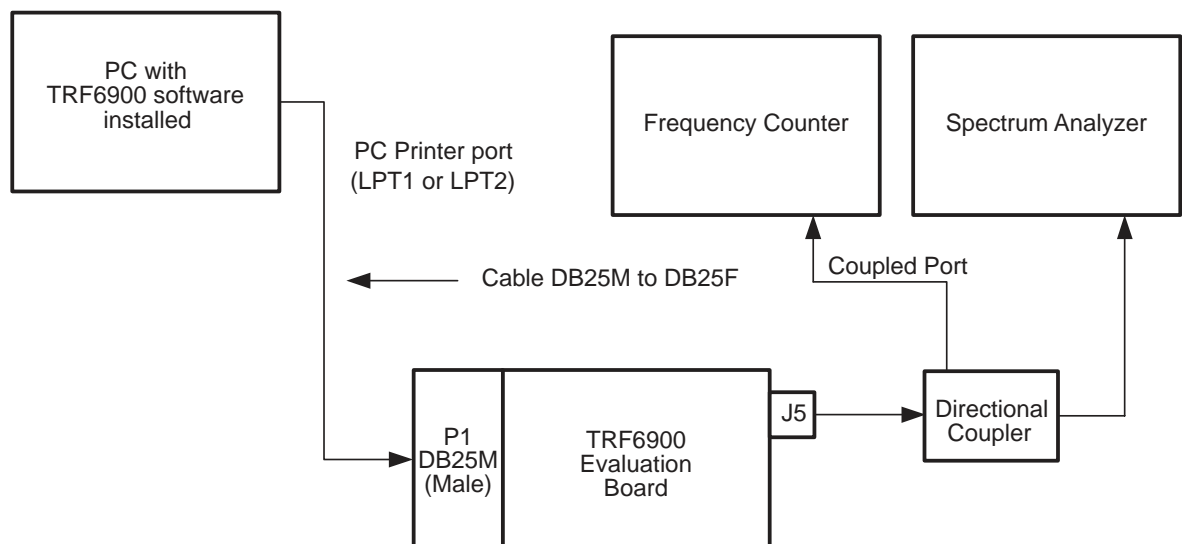 PC with
TRF6900 software
installed
PC Printer port
(LPT1 or LPT2)
Cable DB25M to DB25F
Frequency Counter
Spectrum Analyzer
Coupled Port
P1
DB25M
(Male)
TRF6900
Evaluation
Board
J5
Directional
Coupler